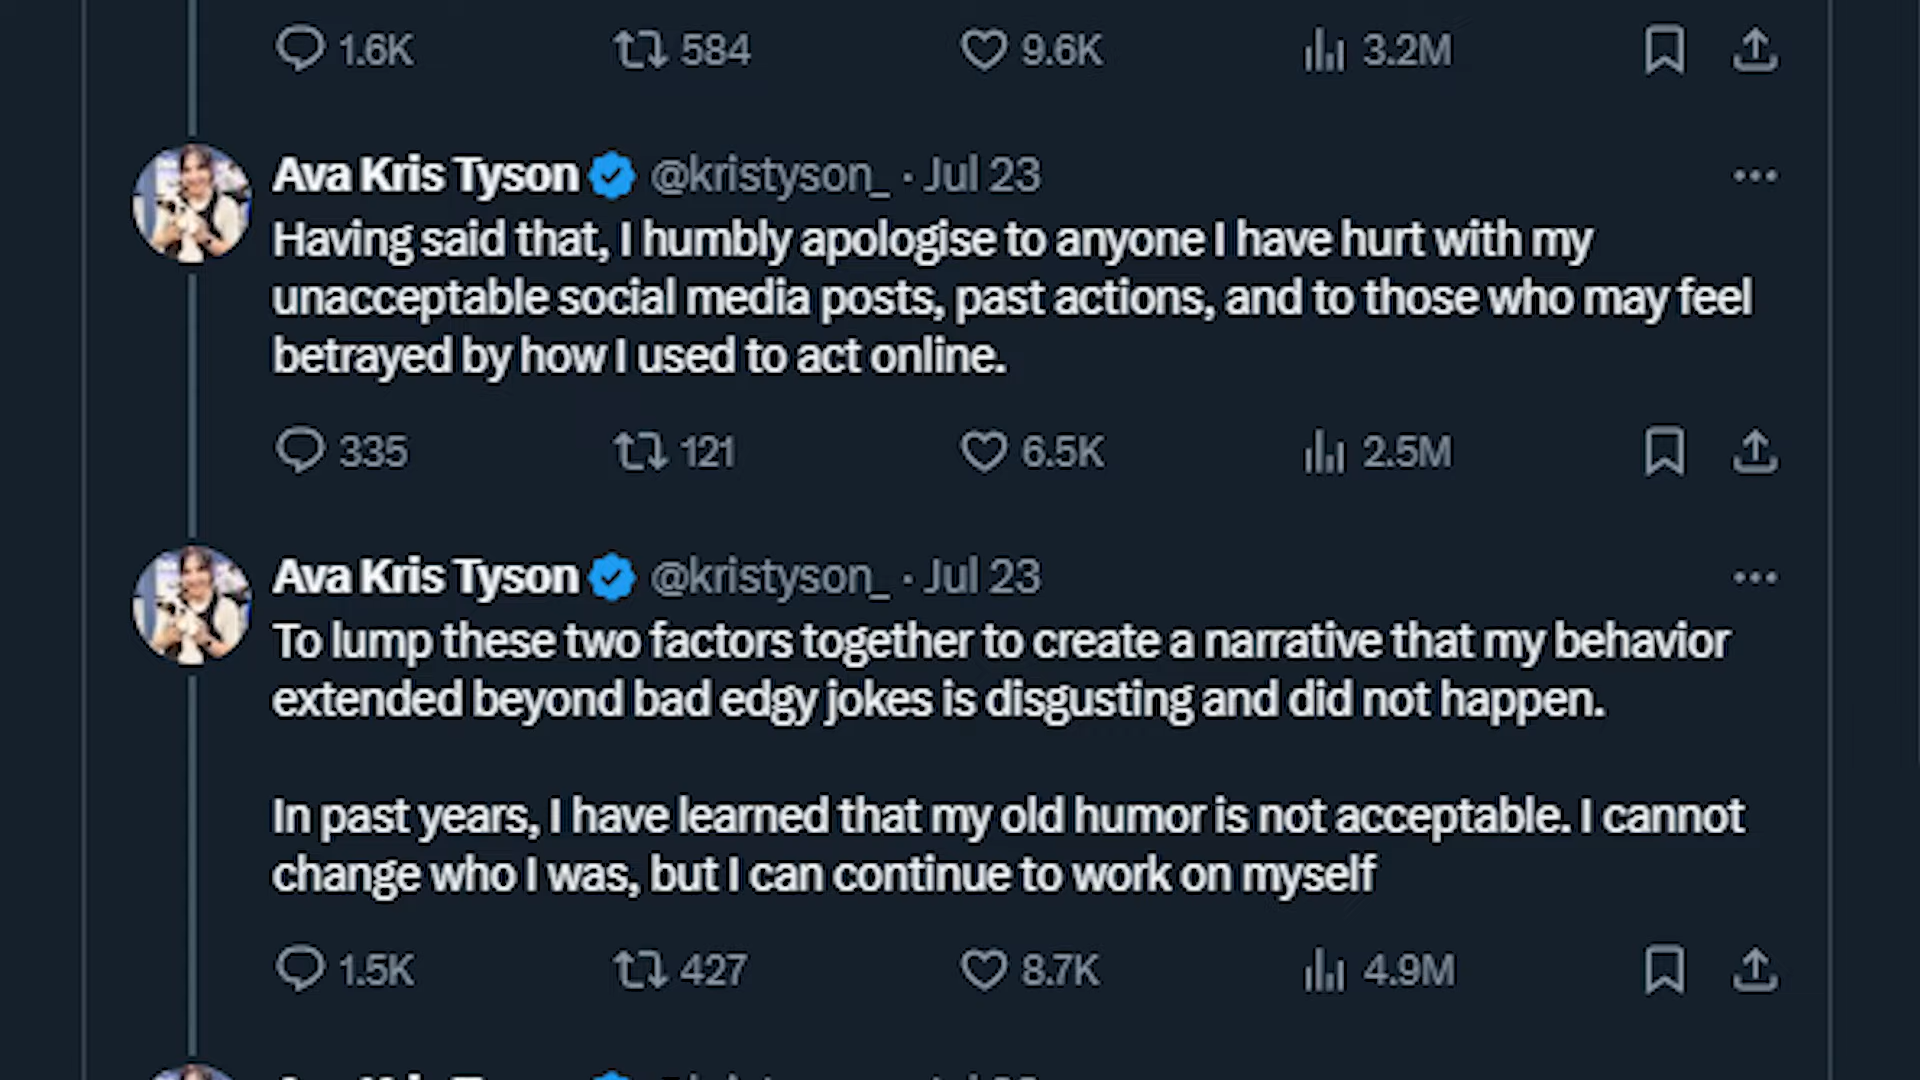 1.6K 584 9.6K 3.2M
Ava Kris Tyson @kristyson_ · Jul 23
Having said that, I humbly apologise to anyone I have hurt with my
unacceptable social media posts, past actions, and to those who may feel
betrayed by how I used to act online.
335 121 6.5K 2.5M
Ava Kris Tyson @kristyson_ · Jul 23
To lump these two factors together to create a narrative that my behavior
extended beyond bad edgy jokes is disgusting and did not happen.
In past years, I have learned that my old humor is not acceptable. I cannot
change who I was, but I can continue to work on myself
1.5K 427 8.7K 4.9M